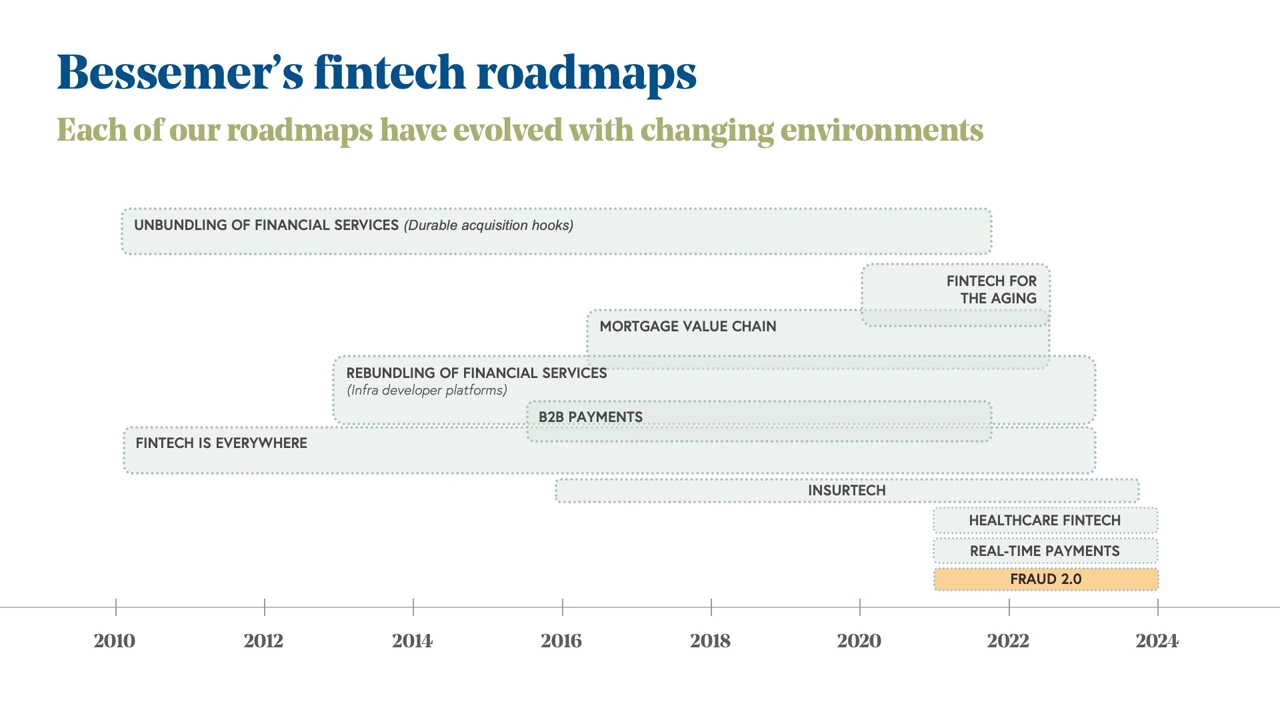 Bessemer’s fintech roadmaps
Each of our roadmaps have evolved with changing environments
UNBUNDLING OF FINANCIAL SERVICES (Durable acquisition hooks)
FINTECH FOR
THE AGING
MORTGAGE VALUE CHAIN
REBUNDLING OF FINANCIAL SERVICES
(Infra developer platforms)
B2B PAYMENTS
FINTECH IS EVERYWHERE
INSURTECH
HEALTHCARE FINTECH
REAL-TIME PAYMENTS
FRAUD 2.0
2010 2012 2014 2016 2018 2020 2022 2024